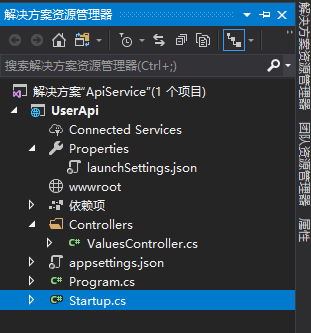 解决方案资源管理器
搜索解决方案资源管理器(Ctrl+;)
解决方案"ApiService"(1 个项目)
UserApi
Connected Services
Properties
launchSettings.json
wwwroot
依赖项
Controllers
C# ValuesController.cs
appsettings.json
C# Program.cs
C# Startup.cs
解决方案资源管理器
团队资源管理器
属性